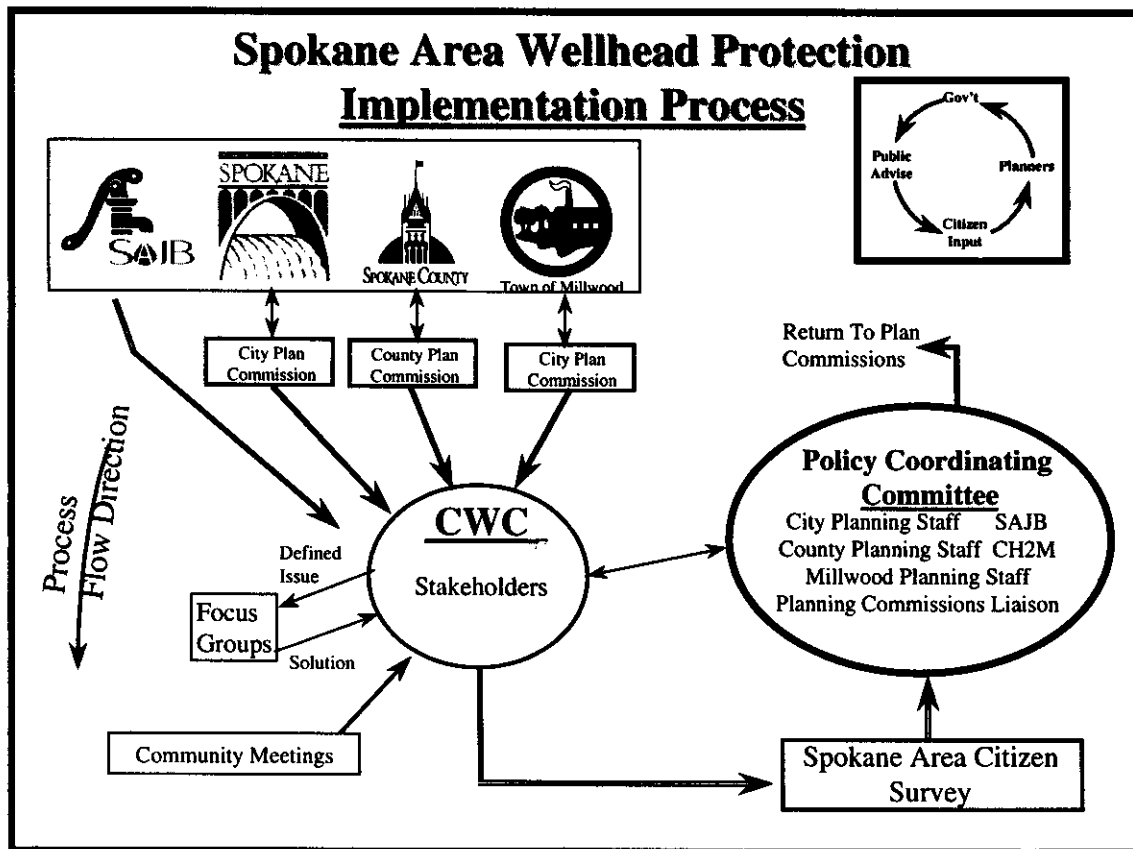 Spokane Area Wellhead Protection
Implementation Process
Gov't
Public
Advise
Planners
Citizen
Input
SAJB
SPOKANE
SPOKANE COUNTY
Town of Millwood
City Plan
Commission
County Plan
Commission
City Plan
Commission
Return To Plan
Commissions
Process
Flow Direction
CWC
Stakeholders
Defined
Issue
Focus
Groups
Solution
Community Meetings
Policy Coordinating
Committee
City Planning Staff SAJB
County Planning Staff CH2M
Millwood Planning Staff
Planning Commissions Liaison
Spokane Area Citizen
Survey